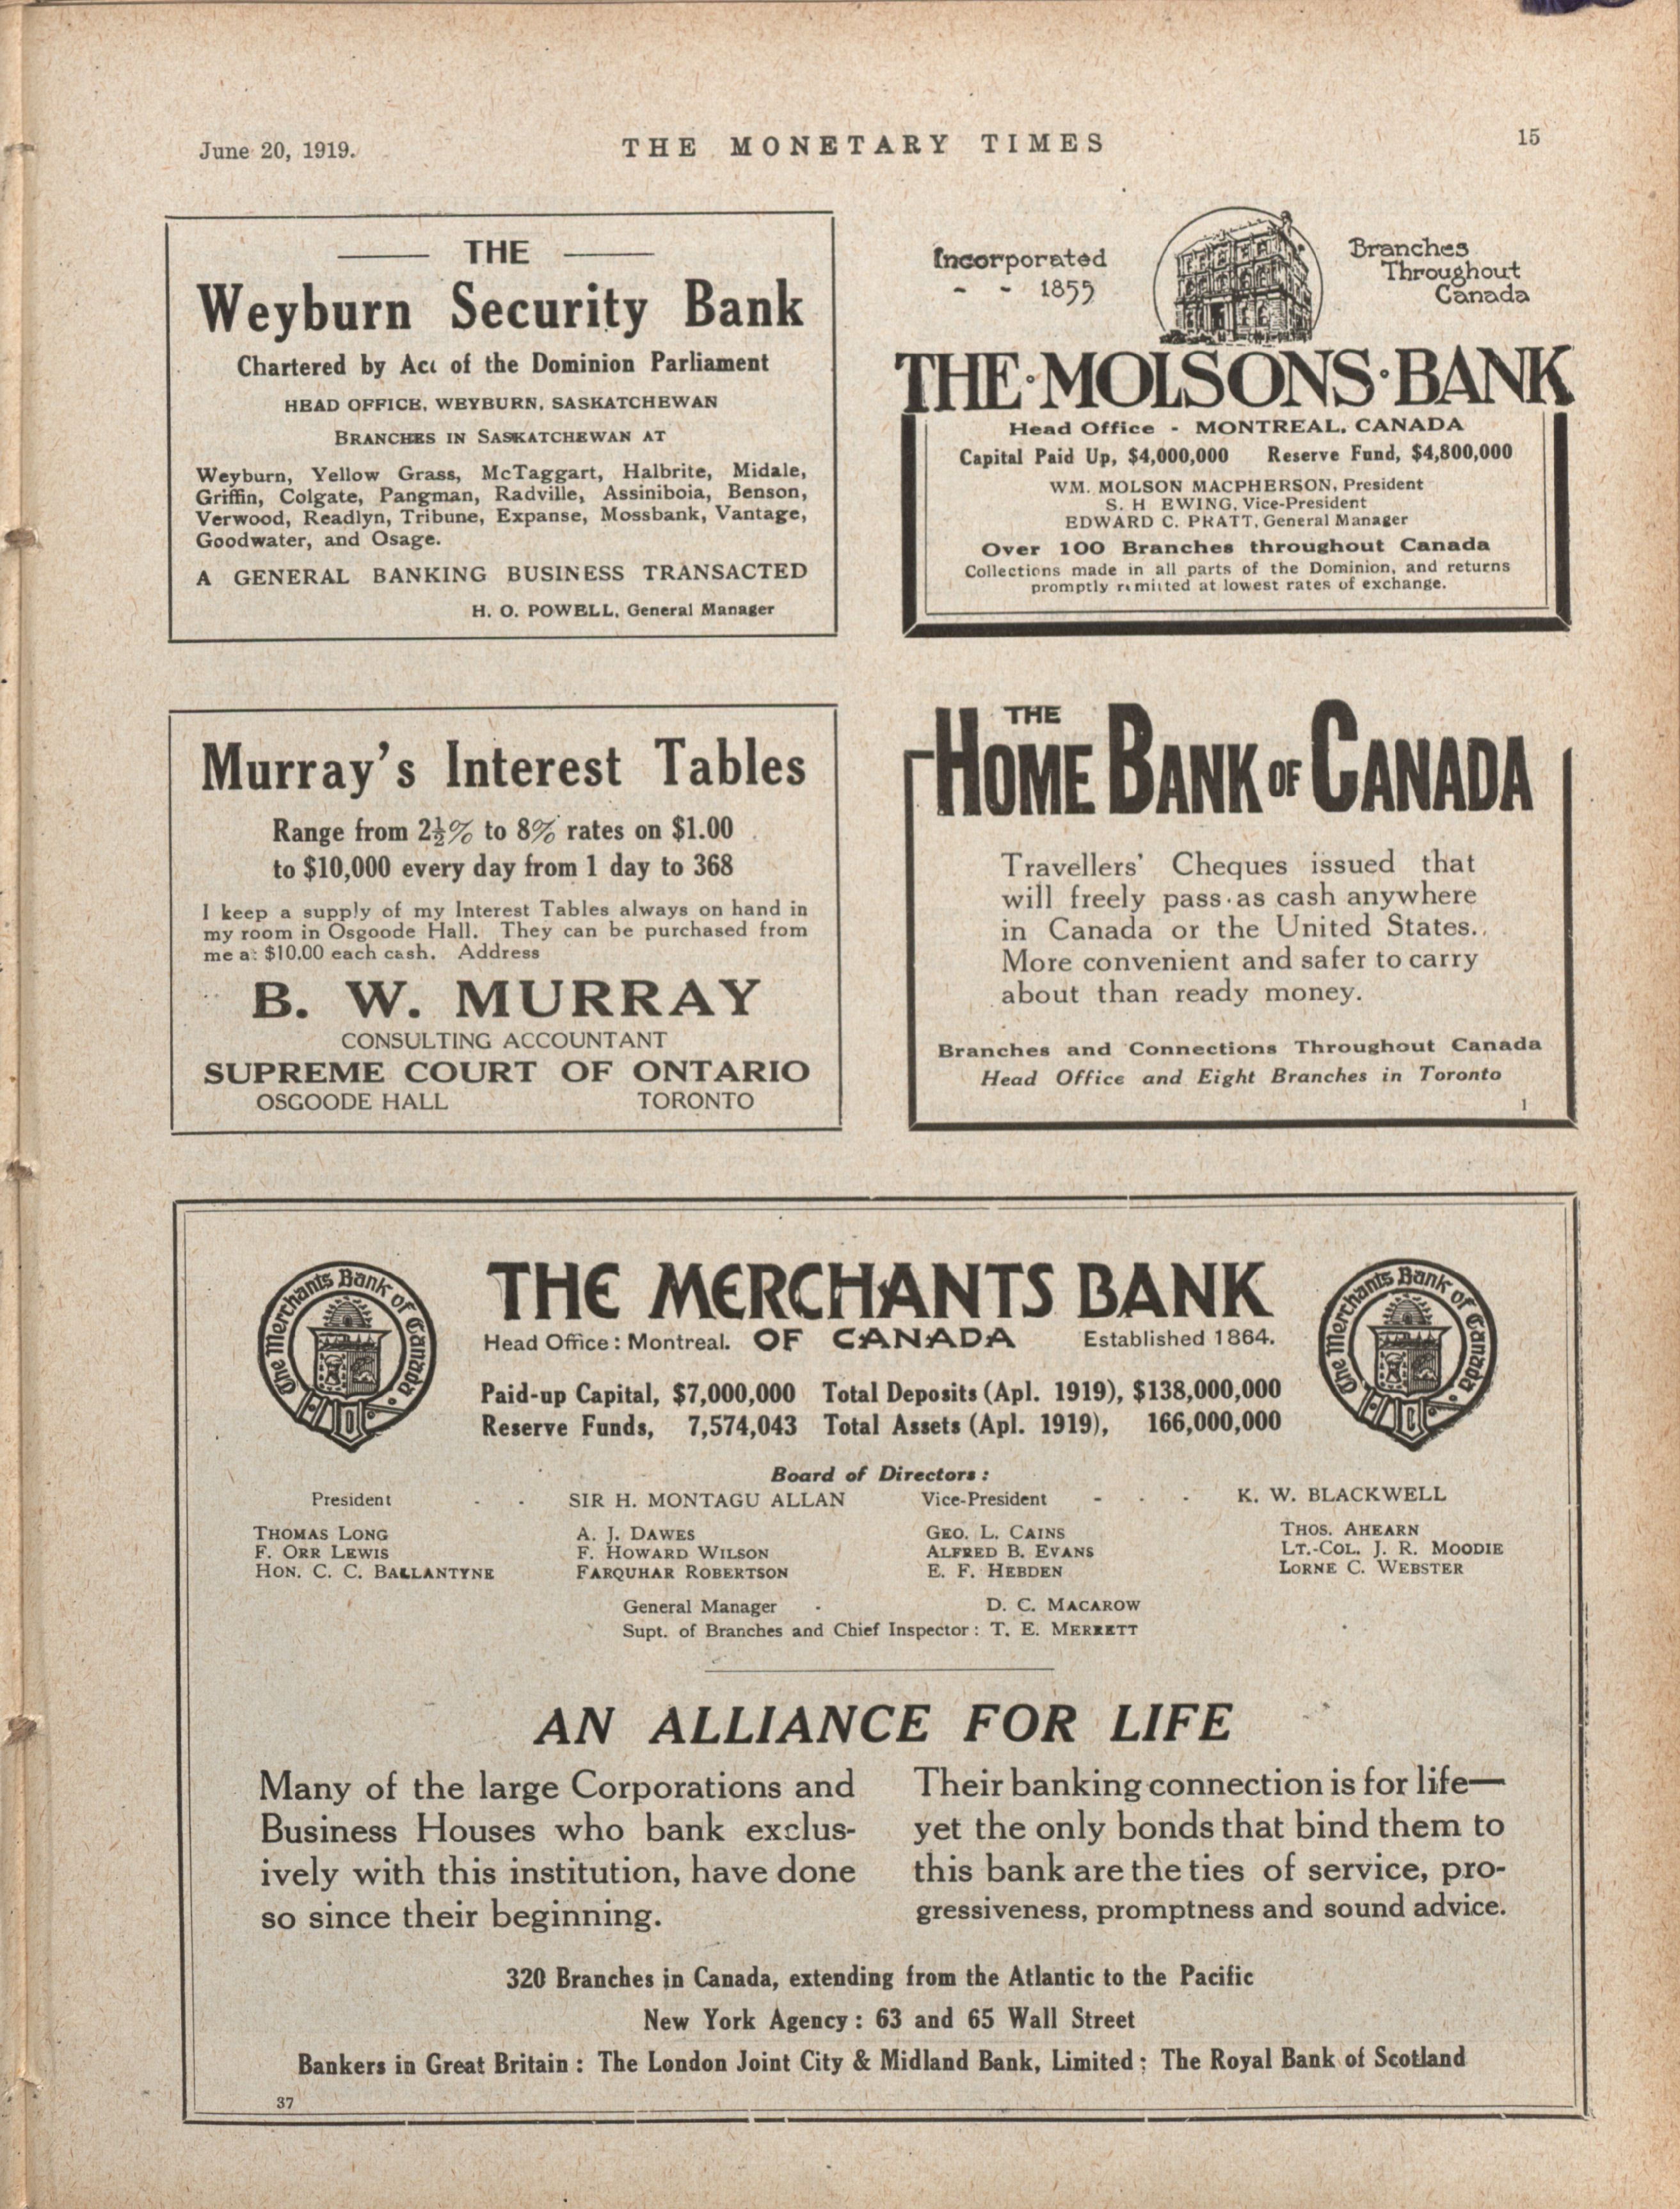 June 20, 1919.
THE MONETARY TIMES
15
THE
Weyburn Security Bank
Chartered by Act of the Dominion Parliament
HEAD OFFICE, WEYBURN, SASKATCHEWAN
BRANCHES IN SASKATCHEWAN AT
Weyburn, Yellow Grass, McTaggart, Halbrite, Midale,
Griffin, Colgate, Pangman, Radville, Assiniboia, Benson,
Verwood, Readlyn, Tribune, Expanse, Mossbank, Vantage,
Goodwater, and Osage.
A GENERAL BANKING BUSINESS TRANSACTED
H. O. POWELL, General Manager
Incorporated
- - 1855
Branches
Throughout
Canada
THE·MOLSONS·BANK
Head Office - MONTREAL, CANADA
Capital Paid Up, $4,000,000 Reserve Fund, $4,800,000
WM. MOLSON MACPHERSON, President
S. H EWING, Vice-President
EDWARD C. PRATT, General Manager
Over 100 Branches throughout Canada
Collections made in all parts of the Dominion, and returns
promptly remitted at lowest rates of exchange.
Murray's Interest Tables
Range from 2½% to 8% rates on $1.00
to $10,000 every day from 1 day to 368
I keep a supply of my Interest Tables always on hand in
my room in Osgoode Hall. They can be purchased from
me at $10.00 each cash. Address
B. W. MURRAY
CONSULTING ACCOUNTANT
SUPREME COURT OF ONTARIO
OSGOODE HALL TORONTO
THE
HOME BANK OF CANADA
Travellers' Cheques issued that
will freely pass as cash anywhere
in Canada or the United States.
More convenient and safer to carry
about than ready money.
Branches and Connections Throughout Canada
Head Office and Eight Branches in Toronto
1
The Merchants Bank of Canada
THE MERCHANTS BANK
Head Office: Montreal. OF CANADA Established 1864.
The Merchants Bank of Canada
Paid-up Capital, $7,000,000 Total Deposits (Apl. 1919), $138,000,000
Reserve Funds, 7,574,043 Total Assets (Apl. 1919), 166,000,000
Board of Directors:
President - - SIR H. MONTAGU ALLAN Vice-President - - - K. W. BLACKWELL
THOMAS LONG A. J. DAWES GEO. L. CAINS THOS. AHEARN
F. ORR LEWIS F. HOWARD WILSON ALFRED B. EVANS LT.-COL. J. R. MOODIE
HON. C. C. BALLANTYNE FARQUHAR ROBERTSON E. F. HEBDEN LORNE C. WEBSTER
General Manager - D. C. MACAROW
Supt. of Branches and Chief Inspector: T. E. MERRETT
AN ALLIANCE FOR LIFE
Many of the large Corporations and
Business Houses who bank exclus-
ively with this institution, have done
so since their beginning.
Their banking connection is for life—
yet the only bonds that bind them to
this bank are the ties of service, pro-
gressiveness, promptness and sound advice.
320 Branches in Canada, extending from the Atlantic to the Pacific
New York Agency: 63 and 65 Wall Street
Bankers in Great Britain: The London Joint City & Midland Bank, Limited; The Royal Bank of Scotland
37